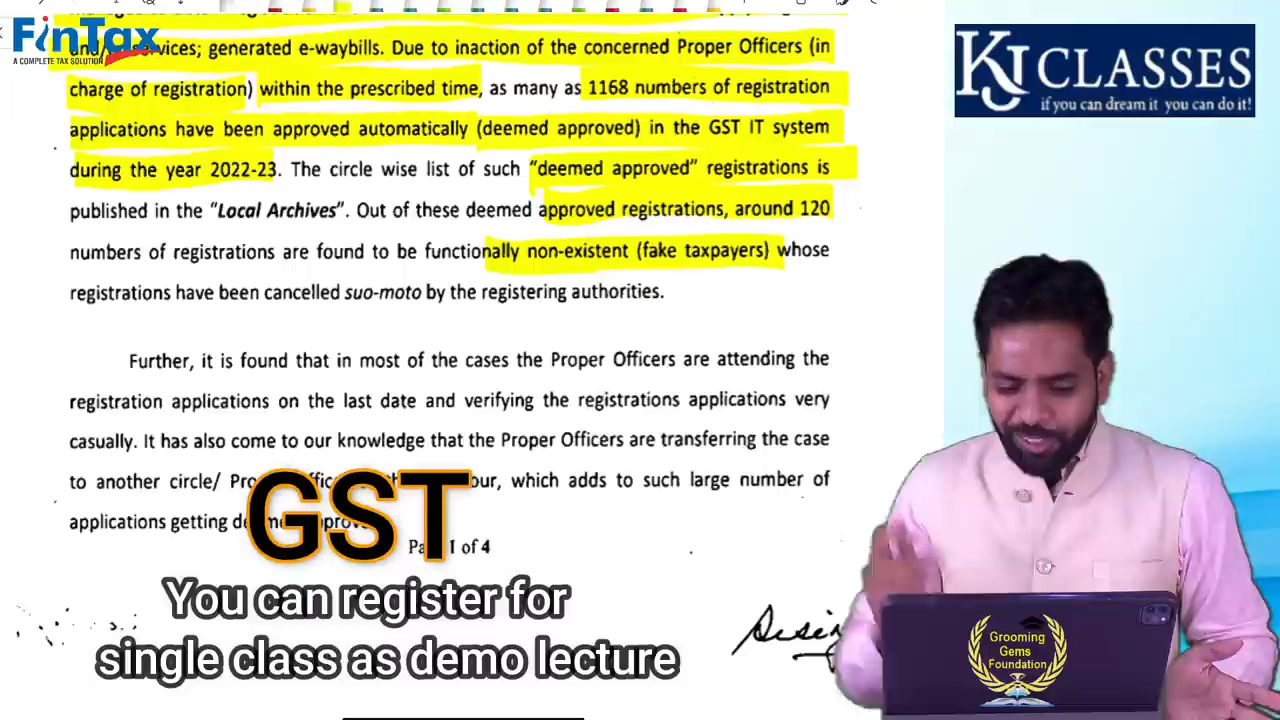 FinTax
A COMPLETE TAX SOLUTION
services; generated e-waybills. Due to inaction of the concerned Proper Officers (in
charge of registration) within the prescribed time, as many as 1168 numbers of registration
applications have been approved automatically (deemed approved) in the GST IT system
during the year 2022-23. The circle wise list of such “deemed approved” registrations is
published in the “Local Archives”. Out of these deemed approved registrations, around 120
numbers of registrations are found to be functionally non-existent (fake taxpayers) whose
registrations have been cancelled suo-moto by the registering authorities.
Further, it is found that in most of the cases the Proper Officers are attending the
registration applications on the last date and verifying the registrations applications very
casually. It has also come to our knowledge that the Proper Officers are transferring the case
to another circle/ which adds to such large number of
applications getting
1 of 4
GST
You can register for
single class as demo lecture
KJ CLASSES
if you can dream it you can do it!
Grooming
Gems
Foundation